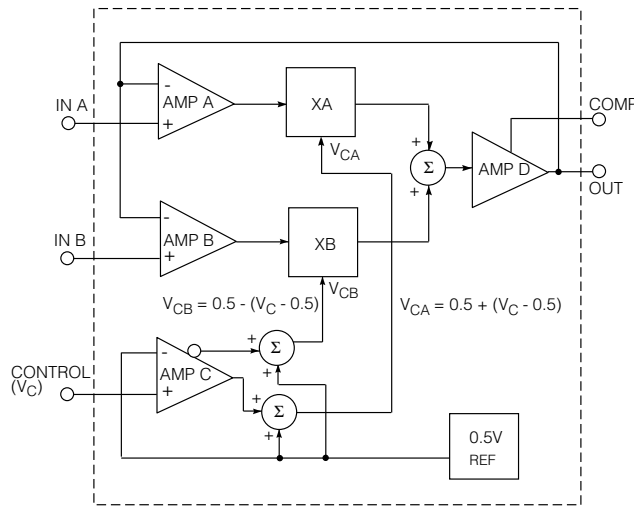 IN A
-
AMP A
+
XA
V_CA
COMP
+
Σ
+
AMP D
OUT
IN B
-
AMP B
+
XB
V_CB
V_CB = 0.5 - (V_C - 0.5)
V_CA = 0.5 + (V_C - 0.5)
CONTROL
(V_C)
-
AMP C
+
+
Σ
+
+
Σ
+
0.5V
REF